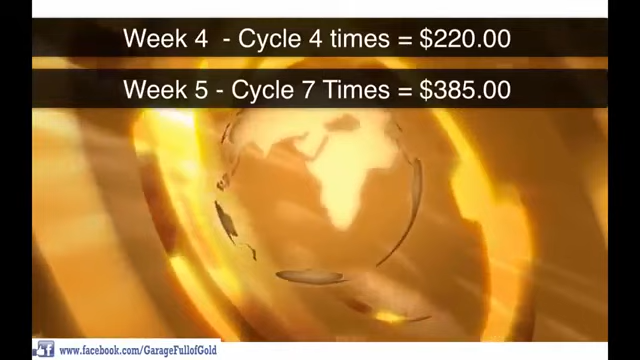 Week 4 - Cycle 4 times = $220.00
Week 5 - Cycle 7 Times = $385.00
www.facebook.com/GarageFullofGold